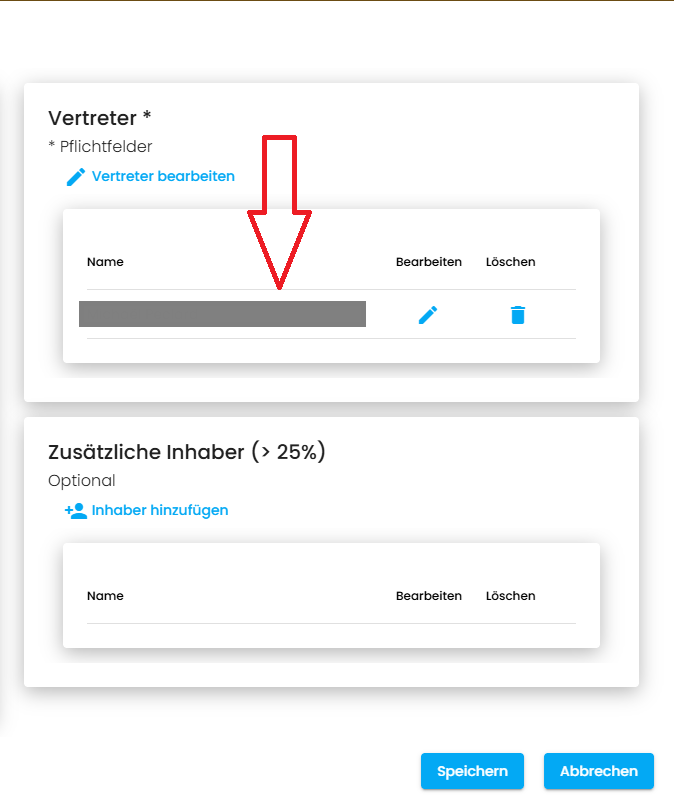 Vertreter *
* Pflichtfelder
Vertreter bearbeiten
Name Bearbeiten Löschen
Zusätzliche Inhaber (> 25%)
Optional
Inhaber hinzufügen
Name Bearbeiten Löschen
Speichern Abbrechen